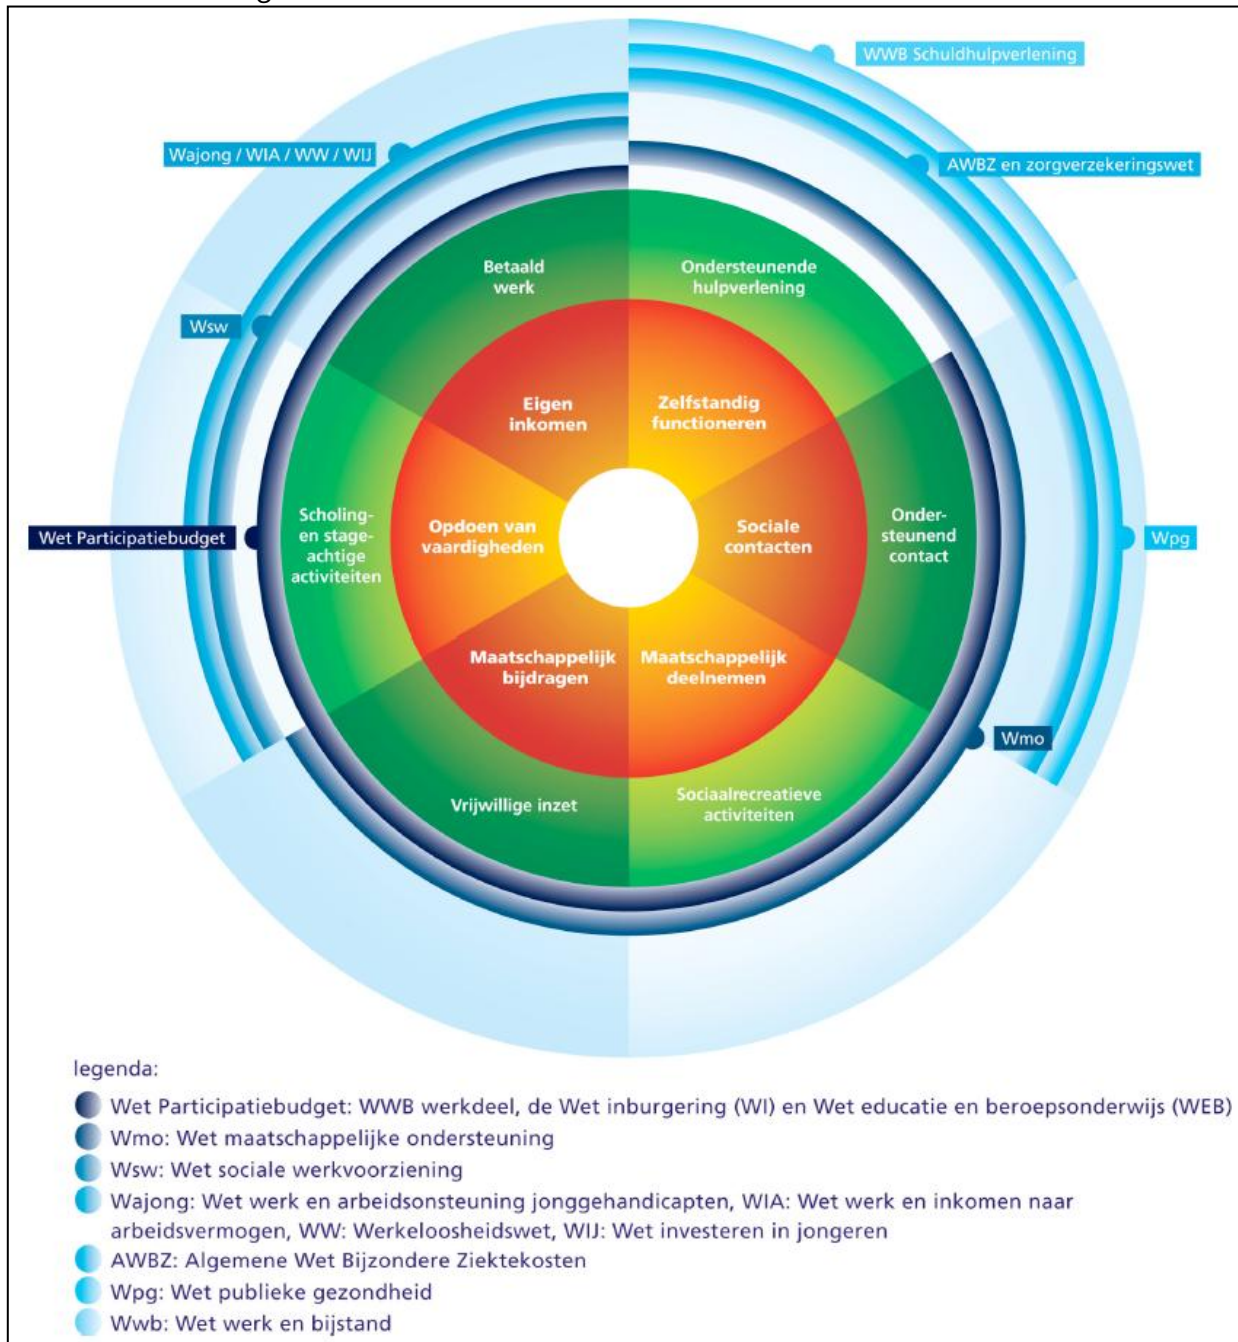 WWB Schuldhulpverlening
Wajong / WIA / WW / WIJ
AWBZ en zorgverzekeringswet
Betaald
werk
Ondersteunende
hulpverlening
Wsw
Eigen
inkomen
Zelfstandig
functioneren
Wet Participatiebudget
Scholing-
en stage-
achtige
activiteiten
Opdoen van
vaardigheden
Sociale
contacten
Onder-
steunend
contact
Wpg
Maatschappelijk
bijdragen
Maatschappelijk
deelnemen
Wmo
Vrijwillige inzet
Sociaalrecreatieve
activiteiten
legenda:
Wet Participatiebudget: WWB werkdeel, de Wet inburgering (WI) en Wet educatie en beroepsonderwijs (WEB)
Wmo: Wet maatschappelijke ondersteuning
Wsw: Wet sociale werkvoorziening
Wajong: Wet werk en arbeidsonsteuning jonggehandicapten, WIA: Wet werk en inkomen naar
arbeidsvermogen, WW: Werkeloosheidswet, WIJ: Wet investeren in jongeren
AWBZ: Algemene Wet Bijzondere Ziektekosten
Wpg: Wet publieke gezondheid
Wwb: Wet werk en bijstand